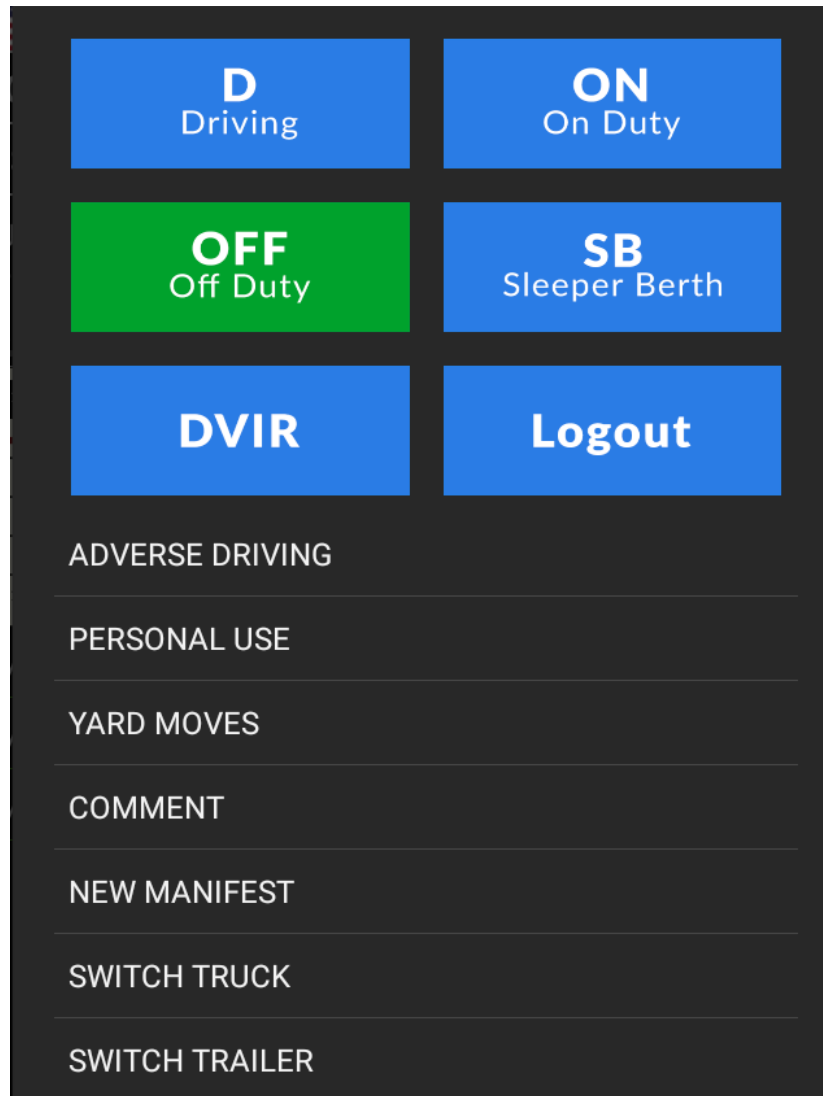 D
Driving
ON
On Duty
OFF
Off Duty
SB
Sleeper Berth
DVIR
Logout
ADVERSE DRIVING
PERSONAL USE
YARD MOVES
COMMENT
NEW MANIFEST
SWITCH TRUCK
SWITCH TRAILER